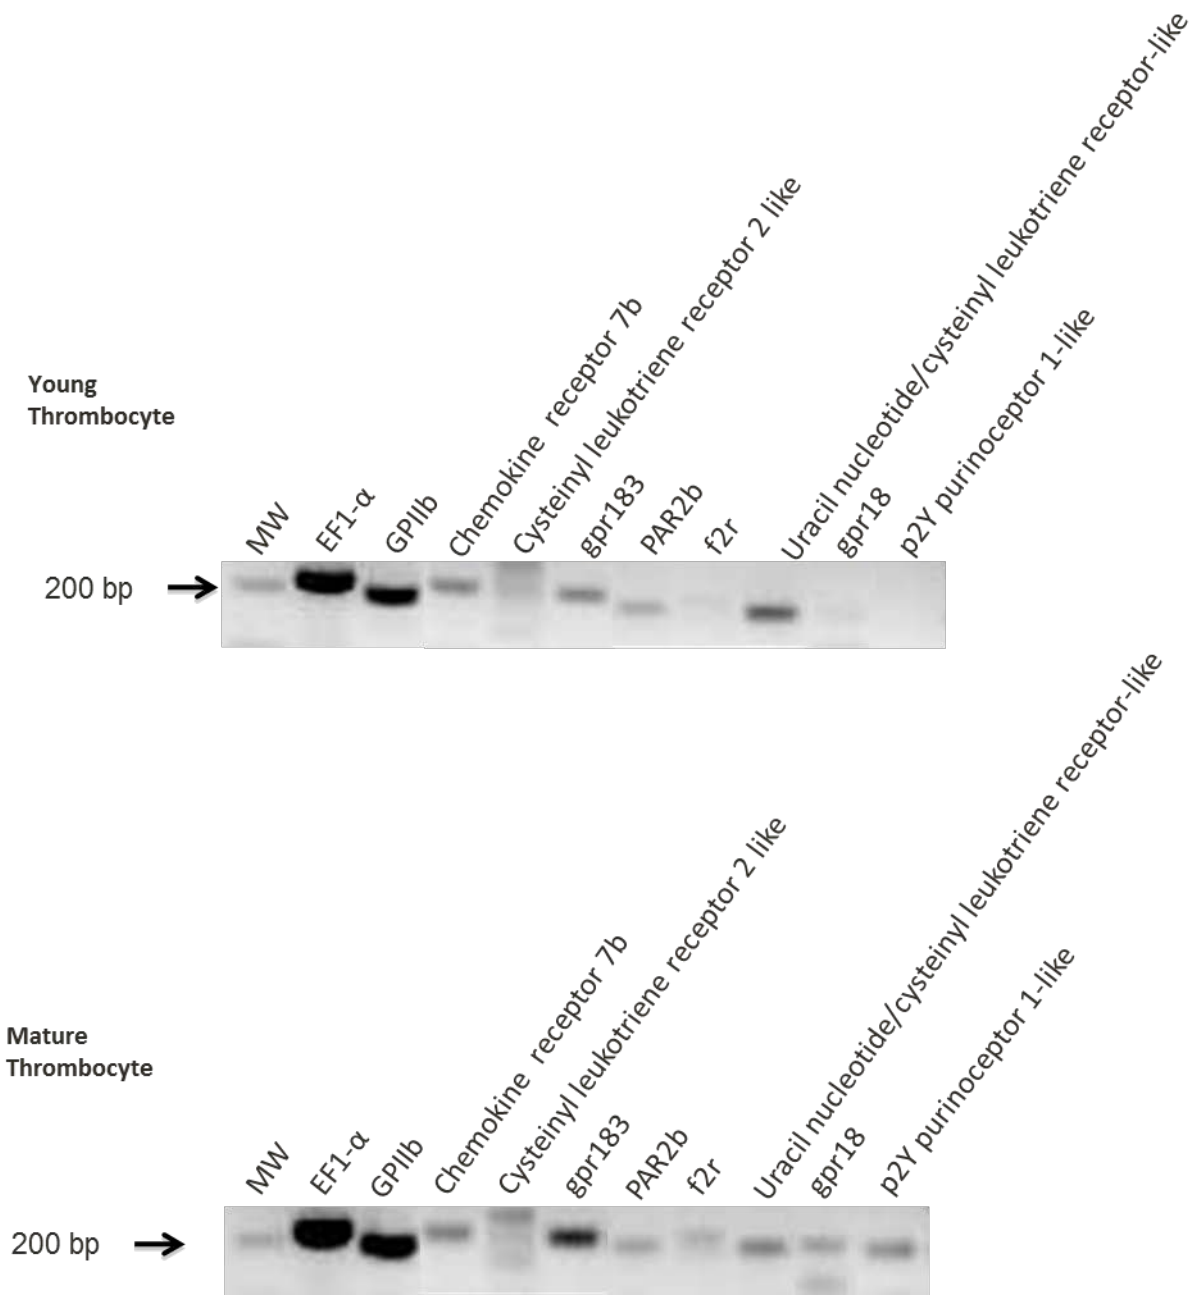 Young
Thrombocyte
MW
EF1-α
GPIIb
Chemokine receptor 7b
Cysteinyl leukotriene receptor 2 like
gpr183
PAR2b
f2r
Uracil nucleotide/cysteinyl leukotriene receptor-like
gpr18
p2Y purinoceptor 1-like
200 bp
Mature
Thrombocyte
MW
EF1-α
GPIIb
Chemokine receptor 7b
Cysteinyl leukotriene receptor 2 like
gpr183
PAR2b
f2r
Uracil nucleotide/cysteinyl leukotriene receptor-like
gpr18
p2Y purinoceptor 1-like
200 bp